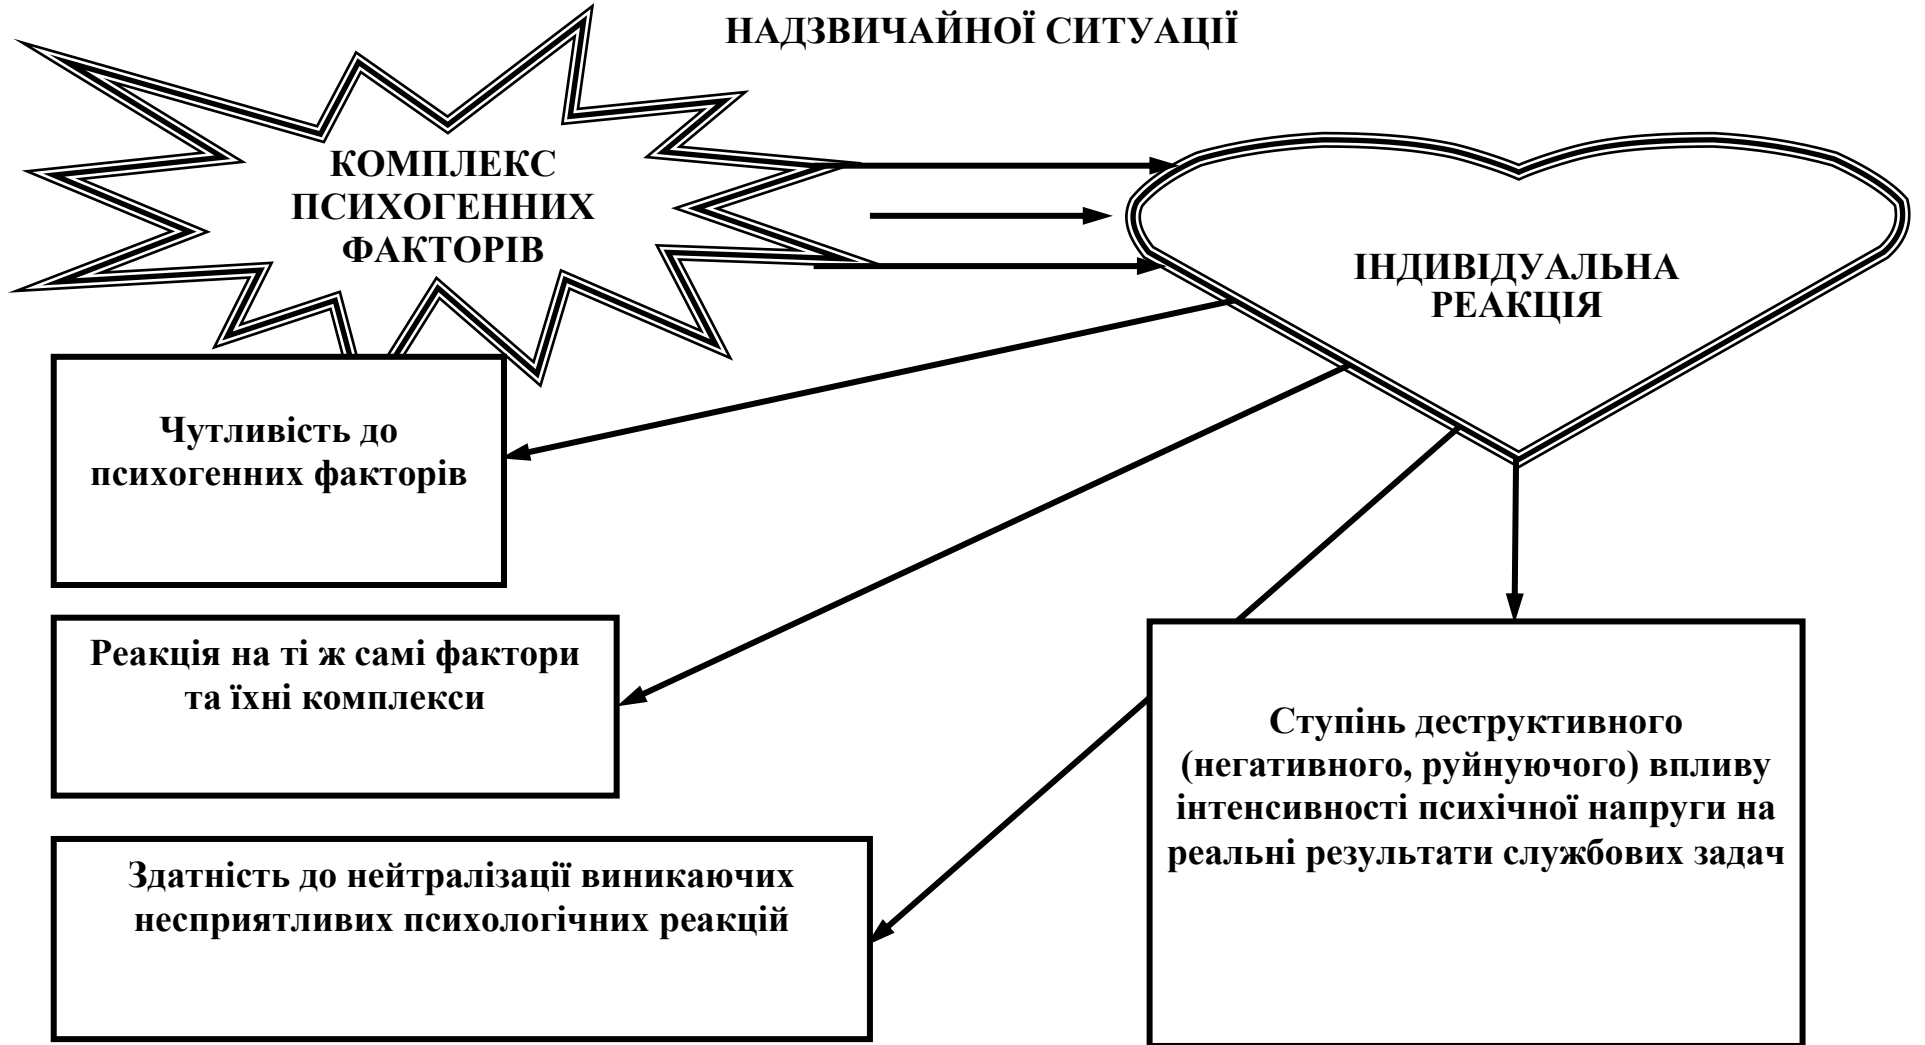 НАДЗВИЧАЙНОЇ СИТУАЦІЇ
КОМПЛЕКС
ПСИХОГЕННИХ
ФАКТОРІВ
ІНДИВІДУАЛЬНА
РЕАКЦІЯ
Чутливість до
психогенних факторів
Реакція на ті ж самі фактори
та їхні комплекси
Здатність до нейтралізації виникаючих
несприятливих психологічних реакцій
Ступінь деструктивного
(негативного, руйнуючого) впливу
інтенсивності психічної напруги на
реальні результати службових задач